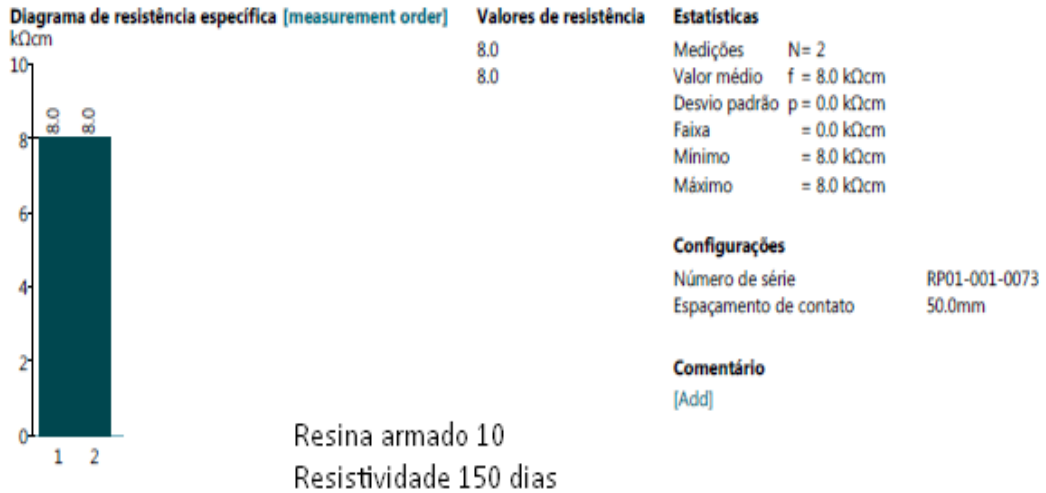 Diagrama de resistência específica [measurement order]
kΩcm
10
8
6
4
2
0
8.0
8.0
1 2
Valores de resistência
8.0
8.0
Estatísticas
Medições N= 2
Valor médio f = 8.0 kΩcm
Desvio padrão p = 0.0 kΩcm
Faixa = 0.0 kΩcm
Mínimo = 8.0 kΩcm
Máximo = 8.0 kΩcm
Configurações
Número de série RP01-001-0073
Espaçamento de contato 50.0mm
Comentário
[Add]
Resina armado 10
Resistividade 150 dias